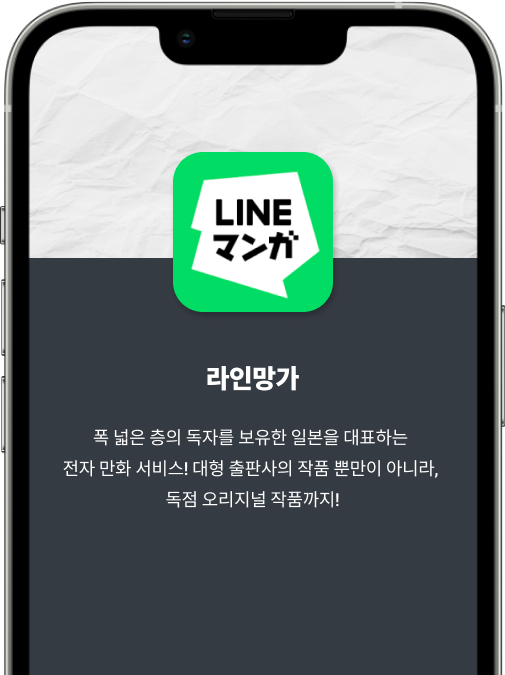 LINE
マンガ
라인망가
폭 넓은 층의 독자를 보유한 일본을 대표하는
전자 만화 서비스! 대형 출판사의 작품 뿐만이 아니라,
독점 오리지널 작품까지!